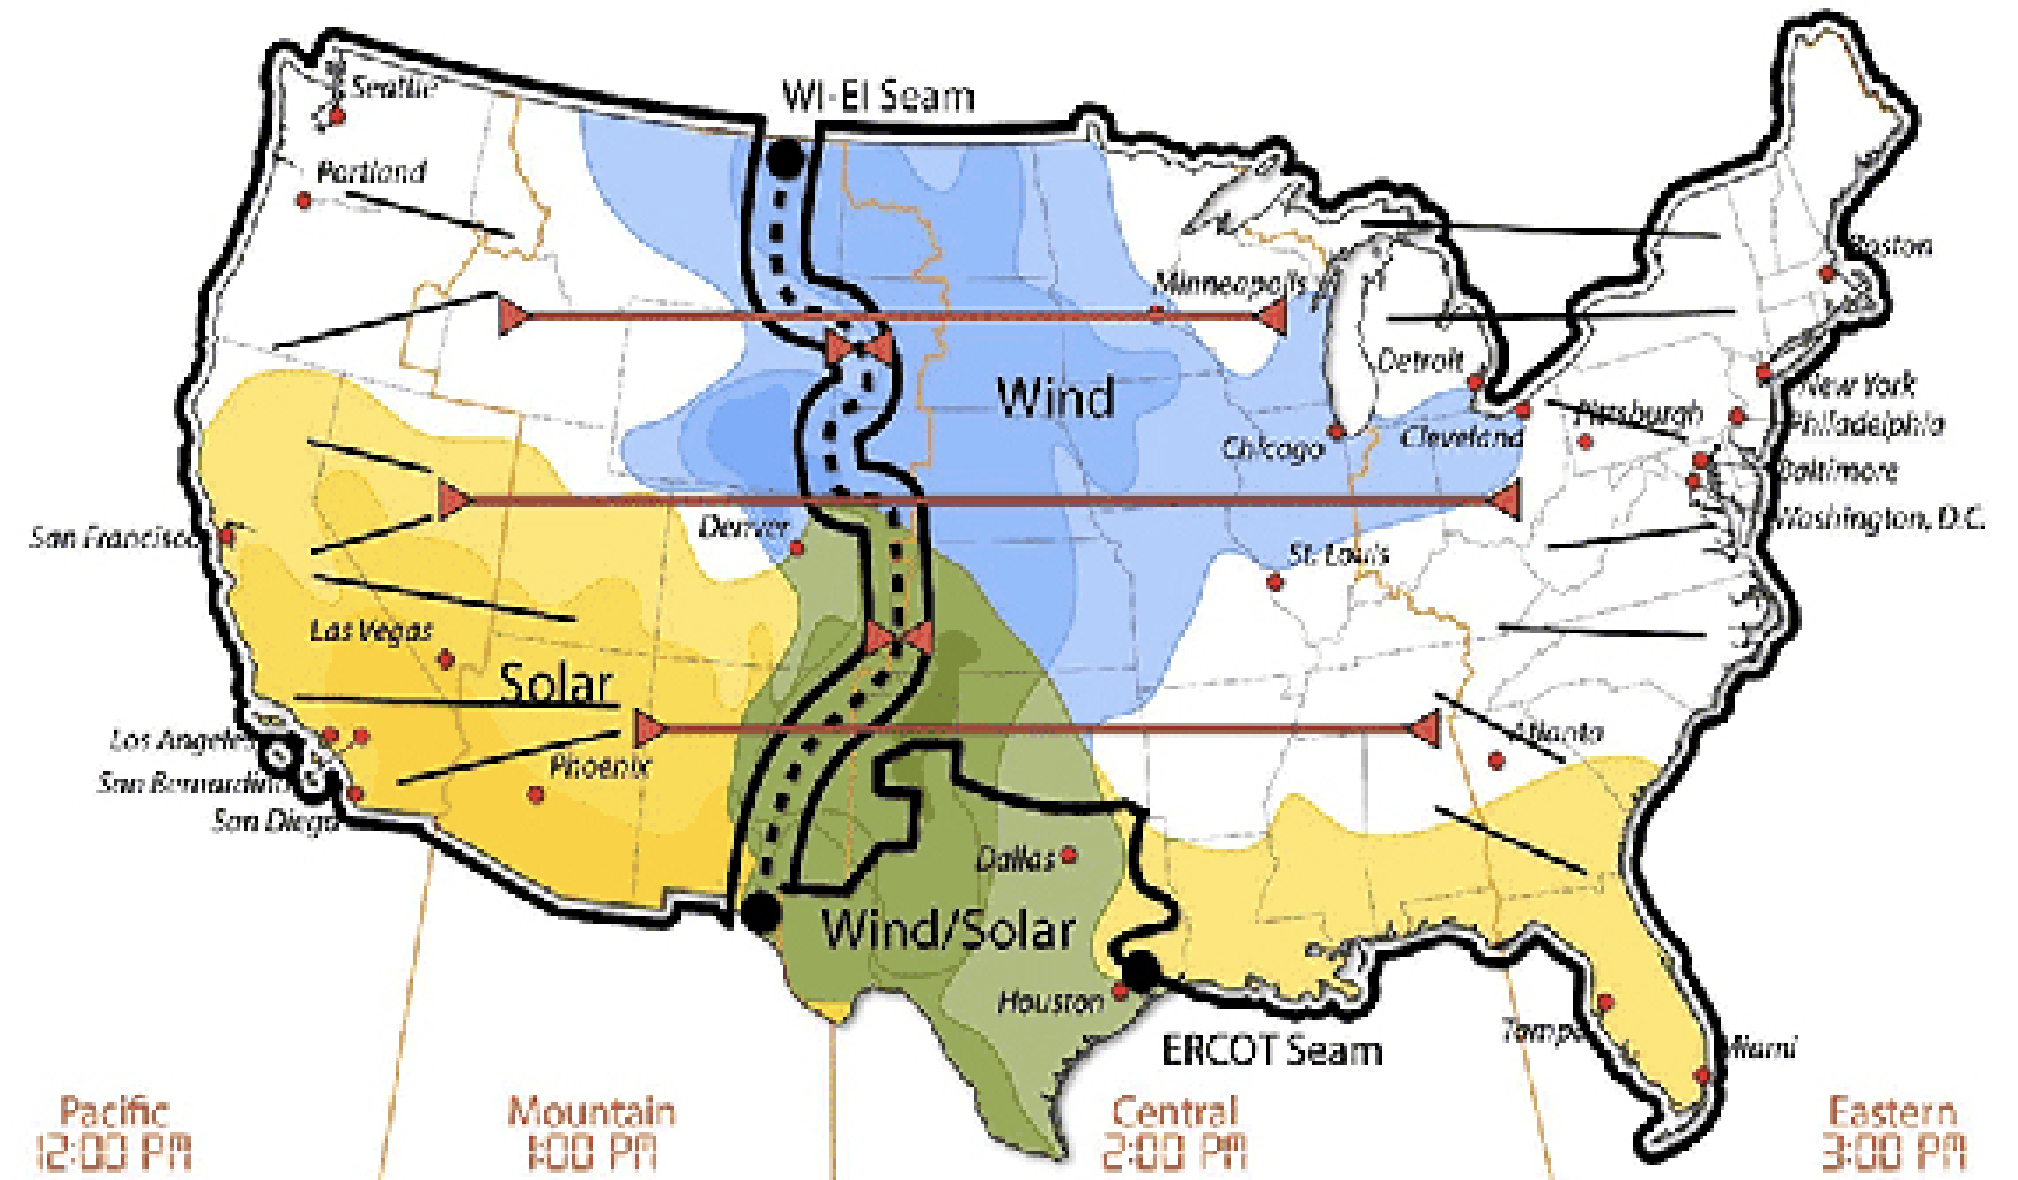 WI-EI Seam
Seattle
Portland
Boston
Minneapolis
Detroit
New York
Wind
Pittsburgh
Philadelphia
Chicago
Cleveland
Baltimore
San Francisco
Denver
Washington, D.C.
St. Louis
Las Vegas
Solar
Los Angeles
Atlanta
Phoenix
San Bernardino
San Diego
Dallas
Wind/Solar
Houston
Tampa
ERCOT Seam
Miami
Pacific
12:00 PM
Mountain
1:00 PM
Central
2:00 PM
Eastern
3:00 PM